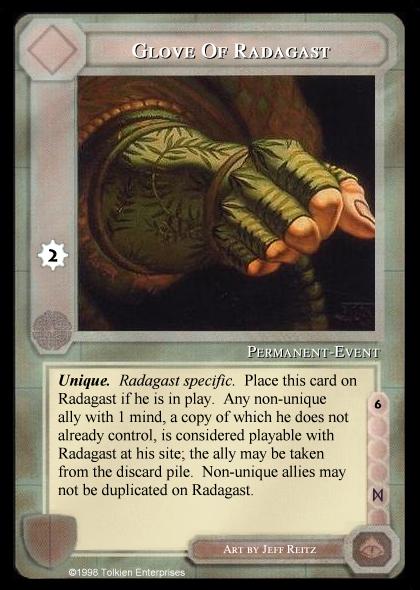 Glove Of Radagast
2
Permanent-Event
Unique. Radagast specific. Place this card on
Radagast if he is in play. Any non-unique
ally with 1 mind, a copy of which he does not
already control, is considered playable with
Radagast at his site; the ally may be taken
from the discard pile. Non-unique allies may
not be duplicated on Radagast.
6
ᛞ
Art by Jeff Reitz
©1998 Tolkien Enterprises